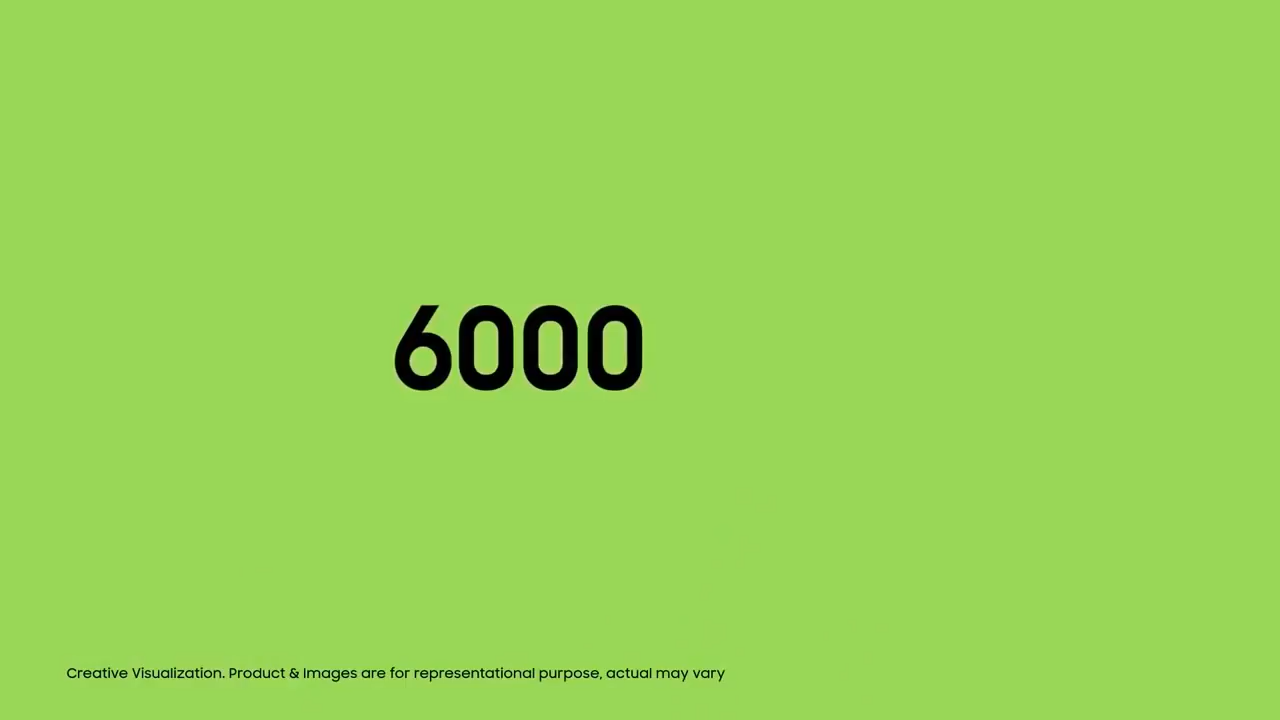 6000
Creative Visualization. Product & Images are for representational purpose, actual may vary